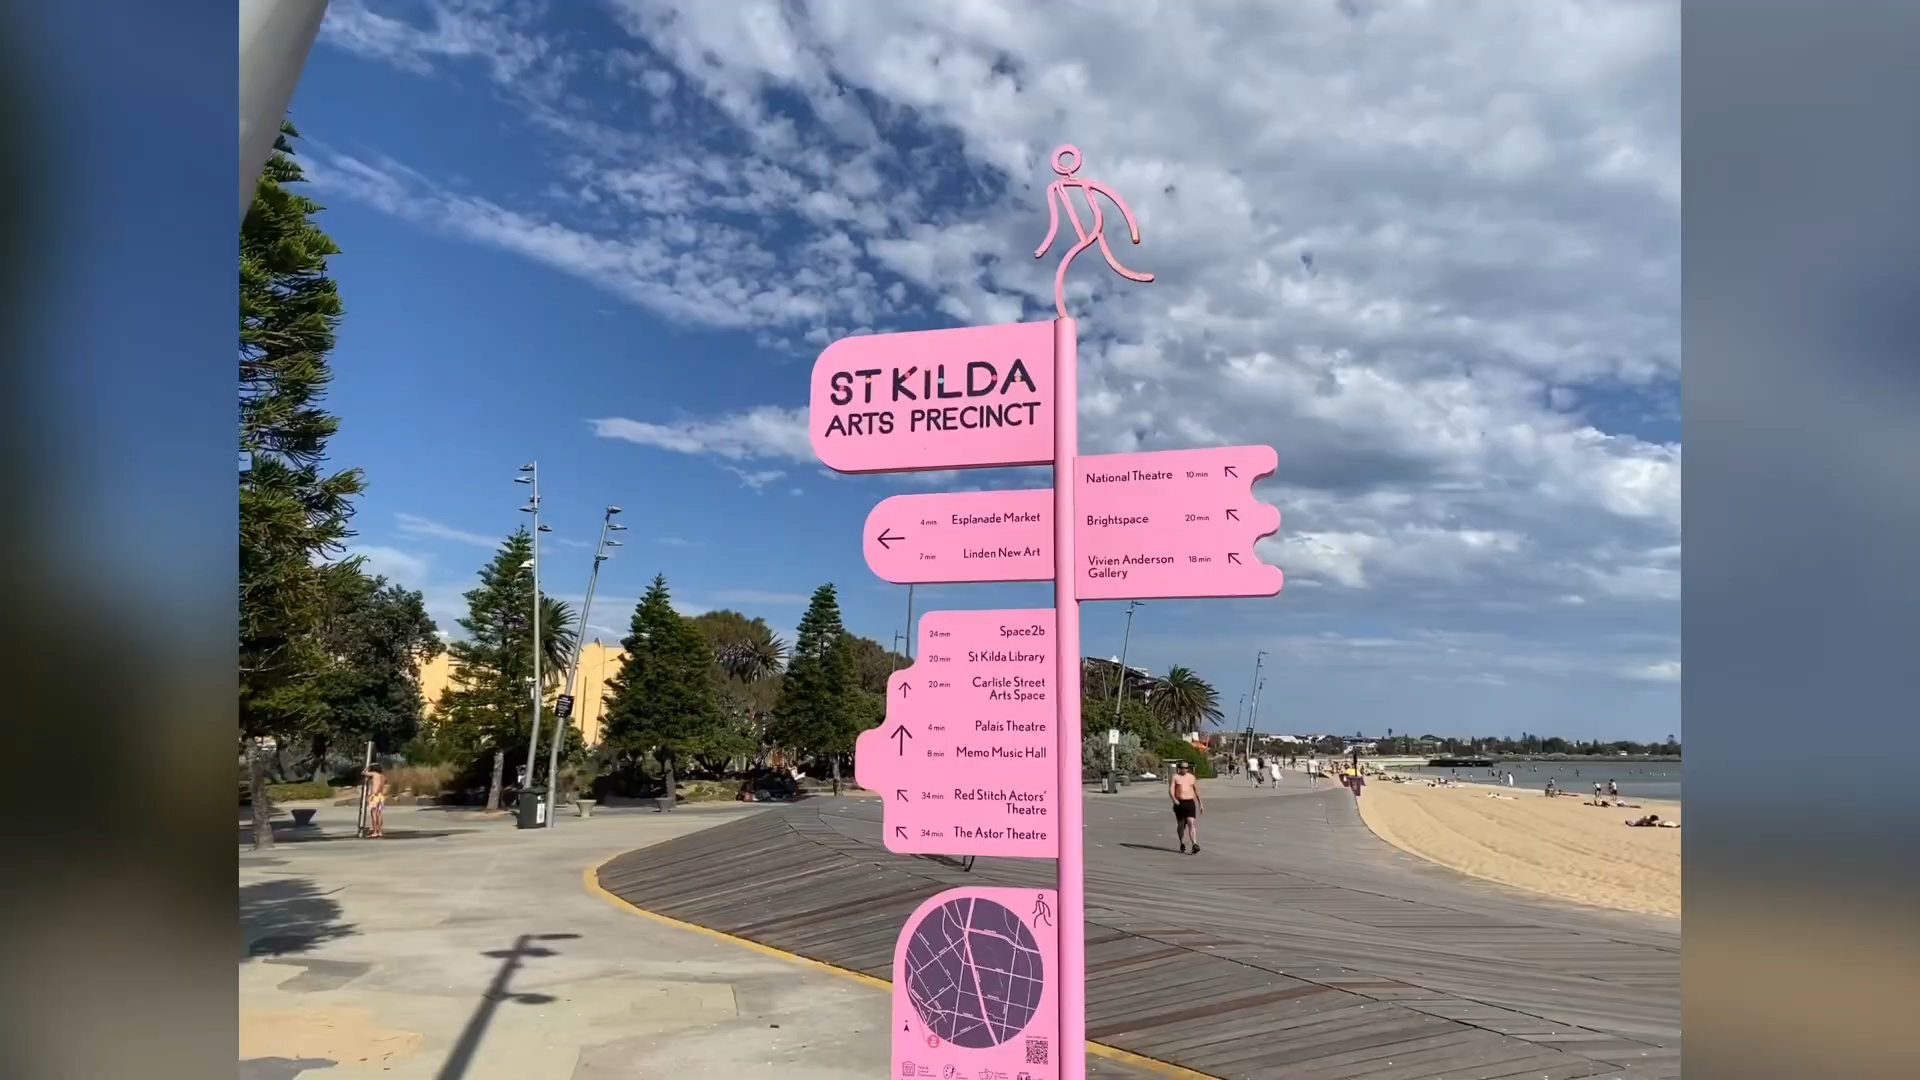 ST KILDA
ARTS PRECINCT
National Theatre 10 min
Brightspace 20 min
Vivien Anderson 18 min
Gallery
4 min Esplanade Market
7 min Linden New Art
24 min Space2b
20 min St Kilda Library
20 min Carlisle Street
Arts Space
4 min Palais Theatre
8 min Memo Music Hall
34 min Red Stitch Actors'
Theatre
34 min The Astor Theatre